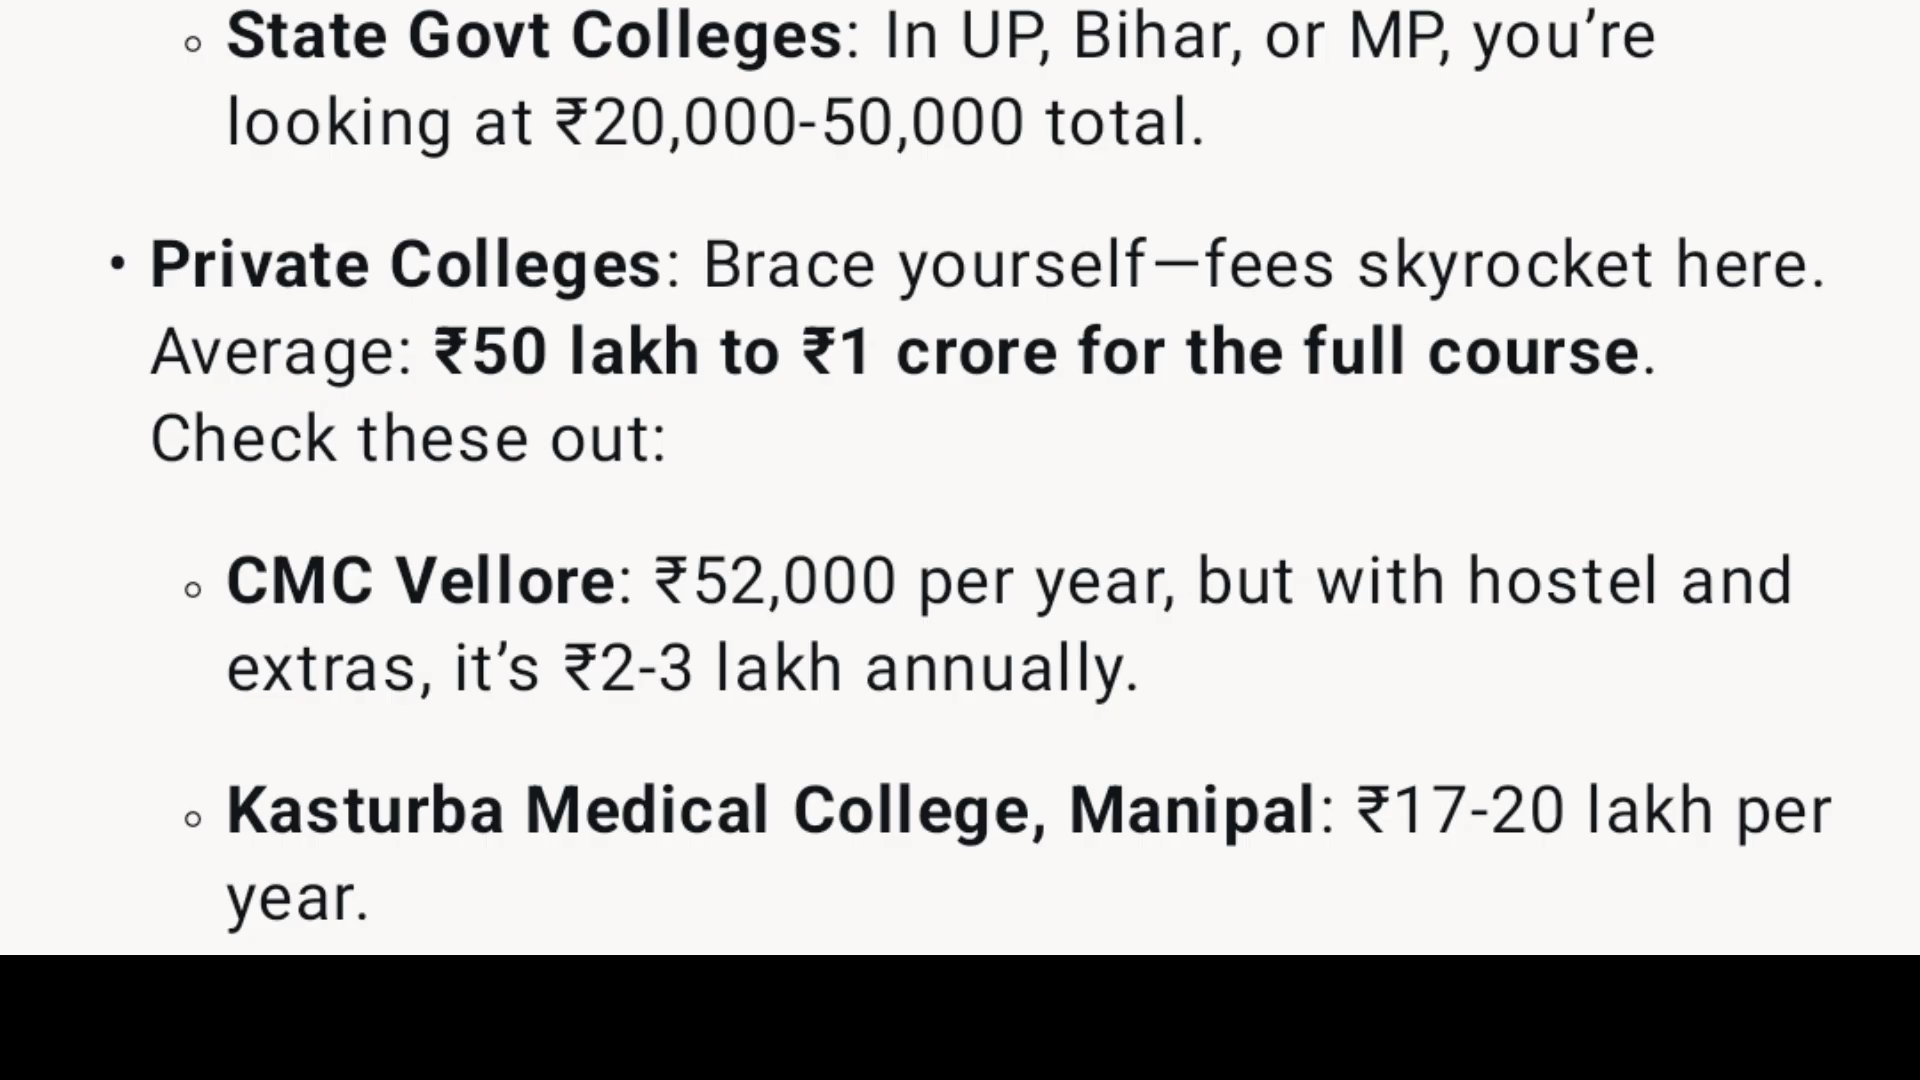 ◦ State Govt Colleges: In UP, Bihar, or MP, you’re
looking at ₹20,000-50,000 total.
• Private Colleges: Brace yourself—fees skyrocket here.
Average: ₹50 lakh to ₹1 crore for the full course.
Check these out:
◦ CMC Vellore: ₹52,000 per year, but with hostel and
extras, it’s ₹2-3 lakh annually.
◦ Kasturba Medical College, Manipal: ₹17-20 lakh per
year.